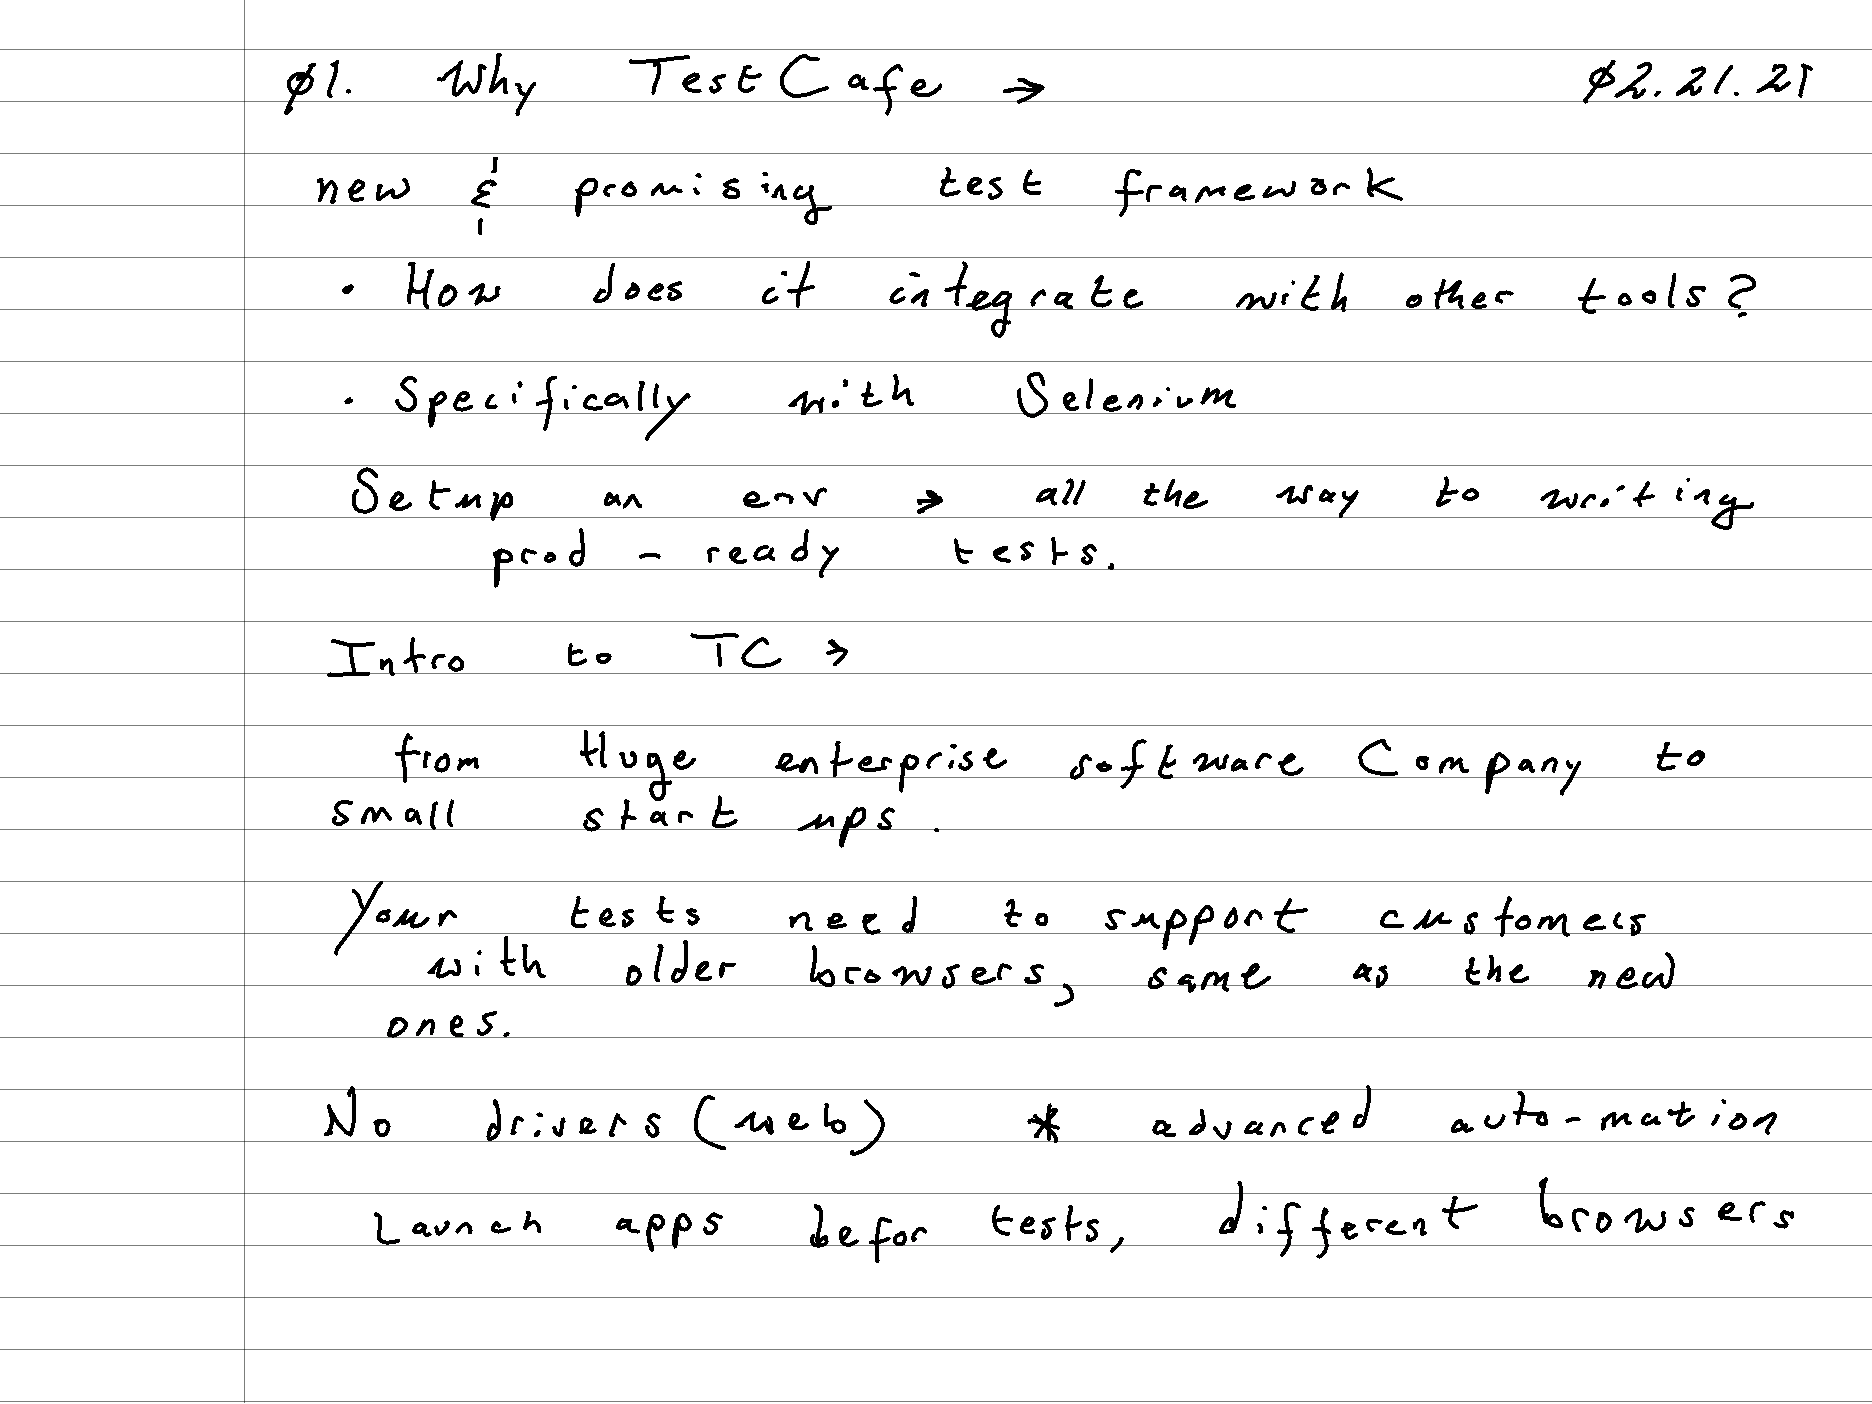 01. Why TestCafe → 02.21.21
new & promising test framework
· How does it integrate with other tools?
· Specifically with Selenium
Setup an env → all the way to writing
prod - ready tests.
Intro to TC →
from Huge enterprise software Company to
small start ups.
Your tests need to support customers
with older browsers, same as the new
ones.
No drivers (web) * advanced auto-mation
Launch apps befor tests, different browsers